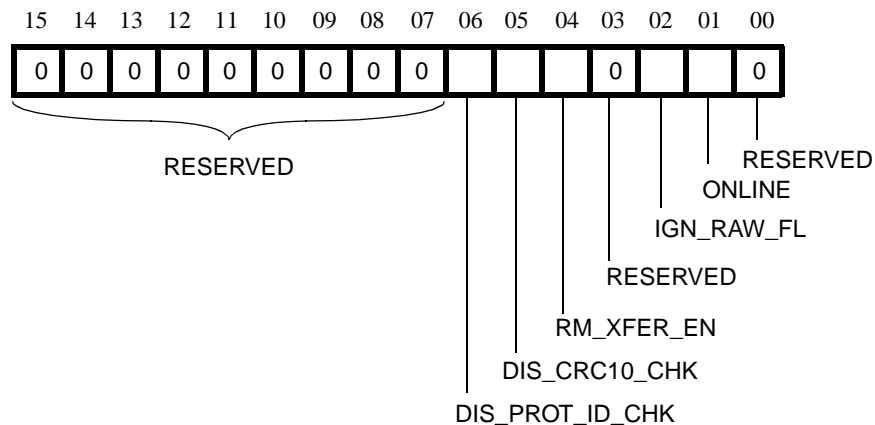 15 14 13 12 11 10 09 08 07 06 05 04 03 02 01 00
0 0 0 0 0 0 0 0 0 0 0
RESERVED
RESERVED
ONLINE
IGN_RAW_FL
RESERVED
RM_XFER_EN
DIS_CRC10_CHK
DIS_PROT_ID_CHK